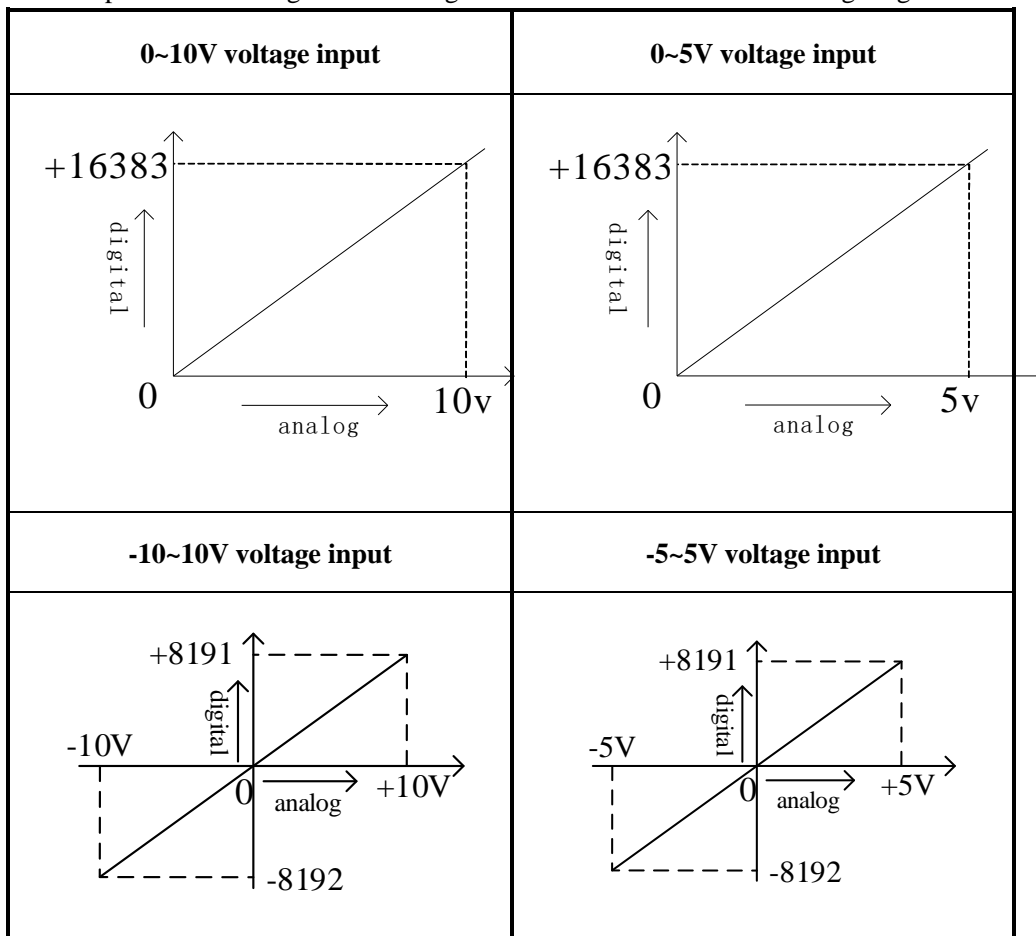 0~10V voltage input
0~5V voltage input
+16383
digital
0
analog
10v
+16383
digital
0
analog
5v
-10~10V voltage input
-5~5V voltage input
+8191
digital
-10V
0
analog
+10V
-8192
+8191
digital
-5V
0
analog
+5V
-8192